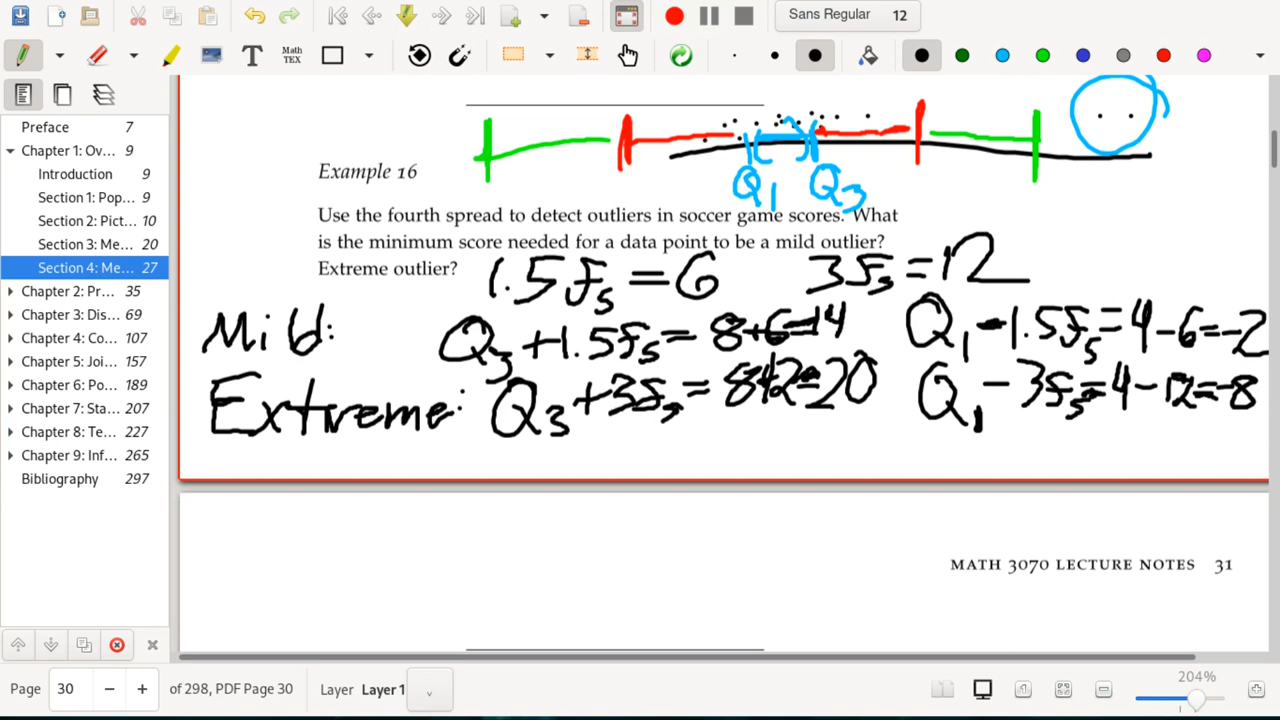 Sans Regular 12
T Math TEX
Preface 7
Chapter 1: Ov... 9
Introduction 9
Section 1: Pop... 9
Section 2: Pict... 10
Section 3: Me... 20
Section 4: Me... 27
Chapter 2: Pr... 35
Chapter 3: Dis... 69
Chapter 4: Co... 107
Chapter 5: Joi... 157
Chapter 6: Po... 189
Chapter 7: Sta... 207
Chapter 8: Te... 227
Chapter 9: Inf... 265
Bibliography 297
Q1 Q3
Example 16
Use the fourth spread to detect outliers in soccer game scores. What
is the minimum score needed for a data point to be a mild outlier?
Extreme outlier?
1.5fs = 6 3fs = 12
Mild: Q3 + 1.5fs = 8+6=14 Q1 - 1.5fs = 4 - 6 = -2
Extreme: Q3 + 3fs = 8+12=20 Q1 - 3fs = 4 - 12 = -8
MATH 3070 LECTURE NOTES 31
Page 30 of 298, PDF Page 30 Layer Layer 1 204%